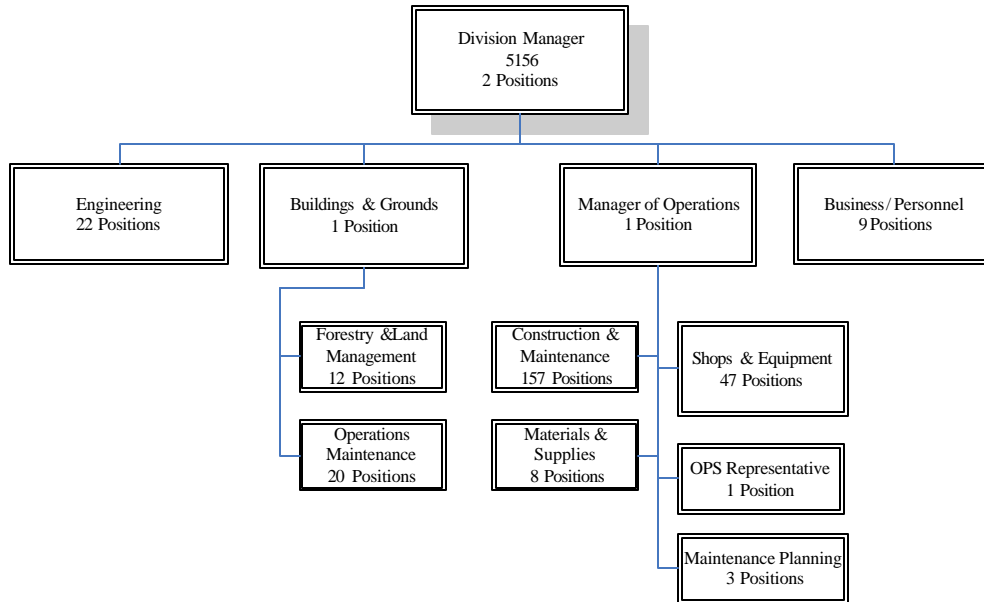 Division Manager
5156
2 Positions
Engineering
22 Positions
Buildings & Grounds
1 Position
Manager of Operations
1 Position
Business/Personnel
9 Positions
Forestry &Land
Management
12 Positions
Operations
Maintenance
20 Positions
Construction &
Maintenance
157 Positions
Materials &
Supplies
8 Positions
Shops & Equipment
47 Positions
OPS Representative
1 Position
Maintenance Planning
3 Positions